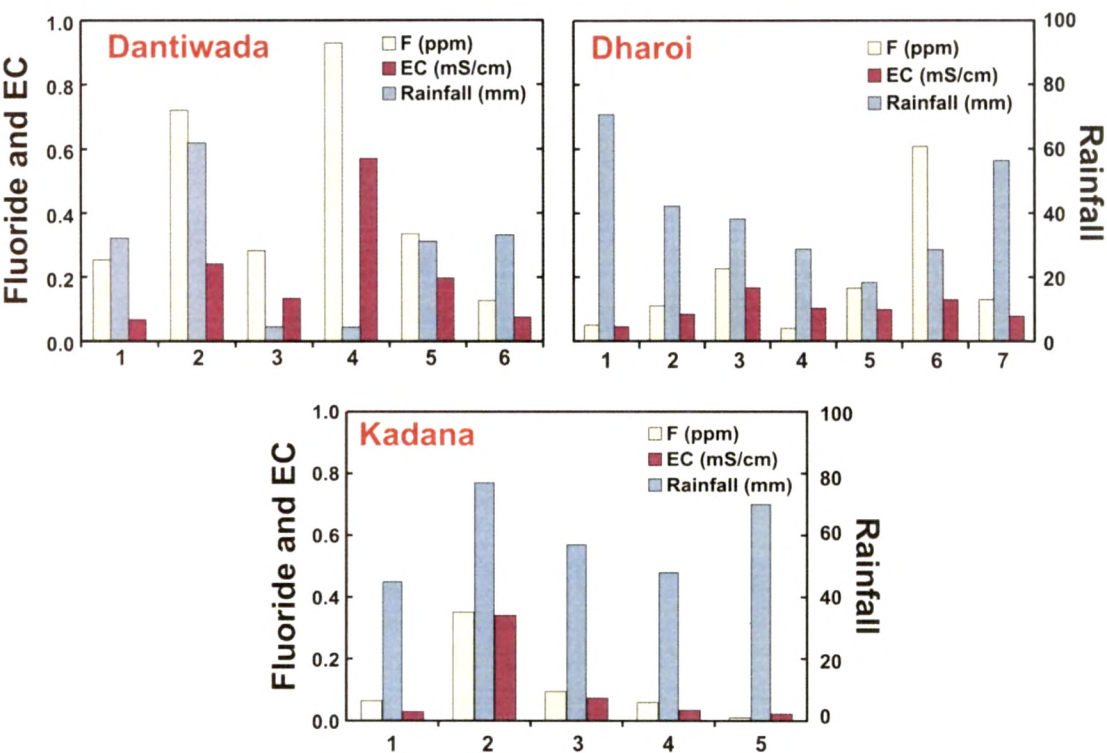 Dantiwada
F (ppm)
EC (mS/cm)
Rainfall (mm)
Fluoride and EC
1.0
0.8
0.6
0.4
0.2
0.0
1 2 3 4 5 6
Dharoi
F (ppm)
EC (mS/cm)
Rainfall (mm)
Rainfall
100
80
60
40
20
0
1 2 3 4 5 6 7
Kadana
F (ppm)
EC (mS/cm)
Rainfall (mm)
Fluoride and EC
1.0
0.8
0.6
0.4
0.2
0.0
Rainfall
100
80
60
40
20
0
1 2 3 4 5